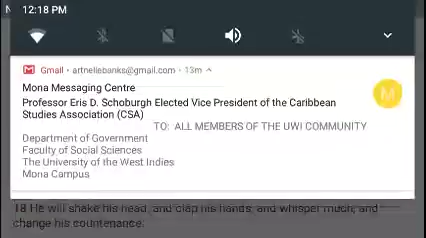 N 12:18 PM
Gmail • artnellebanks@gmail.com • 13m
Mona Messaging Centre
Professor Eris D. Schoburgh Elected Vice President of the Caribbean
Studies Association (CSA)
TO: ALL MEMBERS OF THE UWI COMMUNITY
Department of Government
Faculty of Social Sciences
The University of the West Indies
Mona Campus
M
18 He will shake his head, and clap his hands, and whisper much, and
change his countenance.